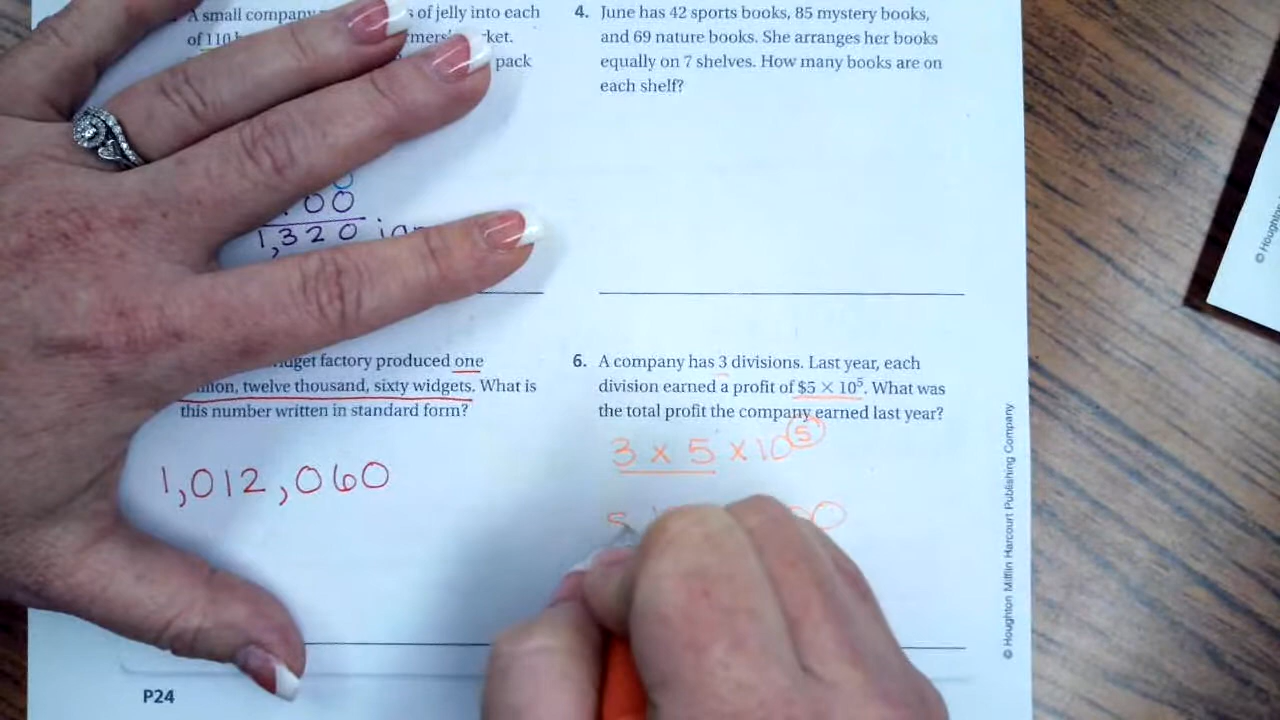 A small company of jelly into each
of 110
pack
00
1,320
factory produced one
twelve thousand, sixty widgets. What is
this number written in standard form?
1,012,060
P24
4. June has 42 sports books, 85 mystery books,
and 69 nature books. She arranges her books
equally on 7 shelves. How many books are on
each shelf?
6. A company has 3 divisions. Last year, each
division earned a profit of $5 × 10⁵. What was
the total profit the company earned last year?
3 × 5 × 10⁵
© Houghton Mifflin Harcourt Publishing Company